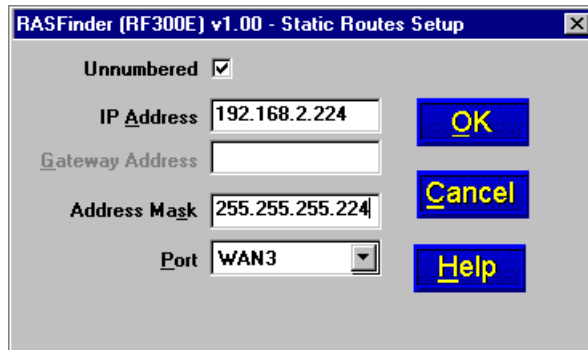 RASFinder (RF300E) v1.00 - Static Routes Setup
Unnumbered
IP Address 192.168.2.224
OK
Gateway Address
Address Mask 255.255.255.224
Cancel
Port WAN3
Help